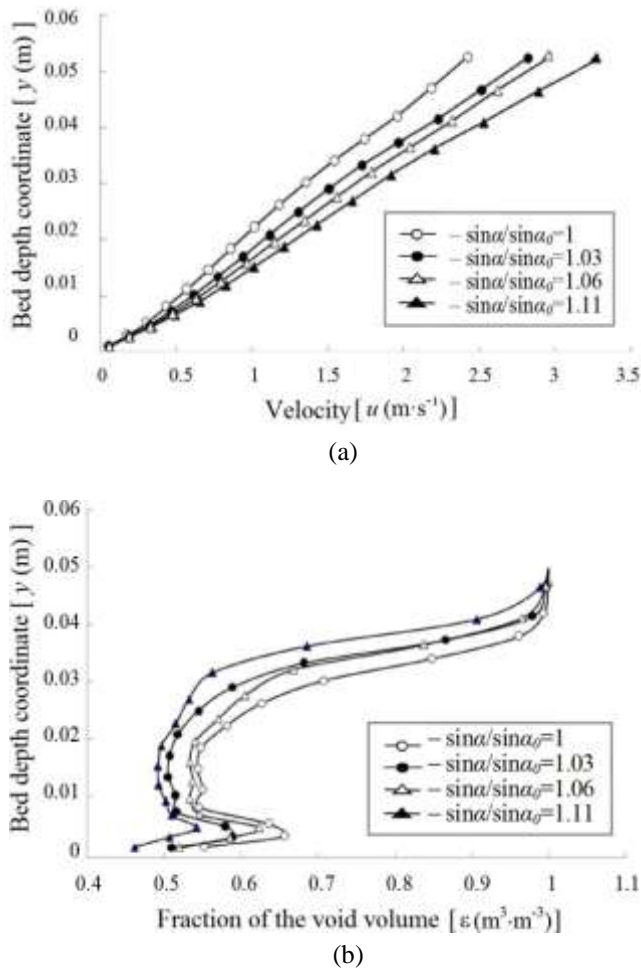 0.06
0.05
0.04
0.03
0.02
0.01
0
Bed depth coordinate [ y (m) ]
– sinα/sinα₀=1
– sinα/sinα₀=1.03
– sinα/sinα₀=1.06
– sinα/sinα₀=1.11
0 0.5 1 1.5 2 2.5 3 3.5
Velocity [ u (m·s⁻¹) ]
(a)
0.06
0.05
0.04
0.03
0.02
0.01
0
Bed depth coordinate [ y (m) ]
– sinα/sinα₀=1
– sinα/sinα₀=1.03
– sinα/sinα₀=1.06
– sinα/sinα₀=1.11
0.4 0.5 0.6 0.7 0.8 0.9 1 1.1
Fraction of the void volume [ ε (m³·m⁻³) ]
(b)